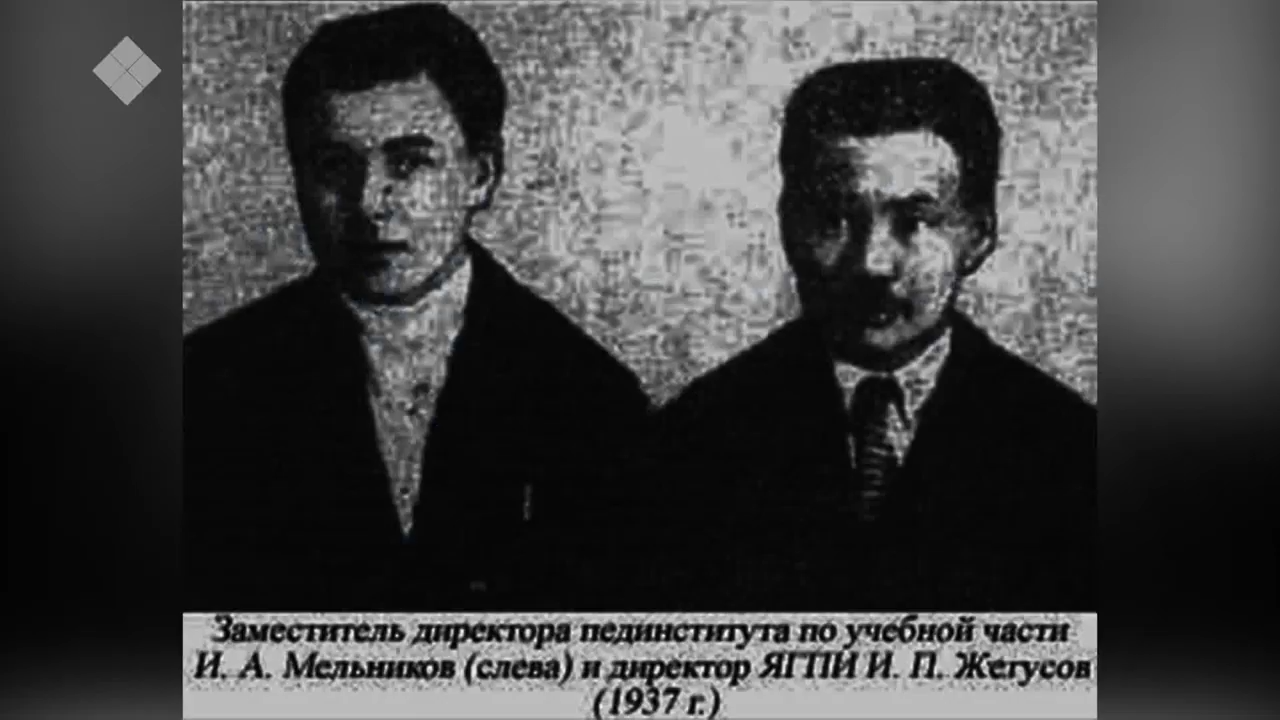 Заместитель директора пединститута по учебной части
И. А. Мельников (слева) и директор ЯГПИ И. П. Жегусов
(1937 г.)